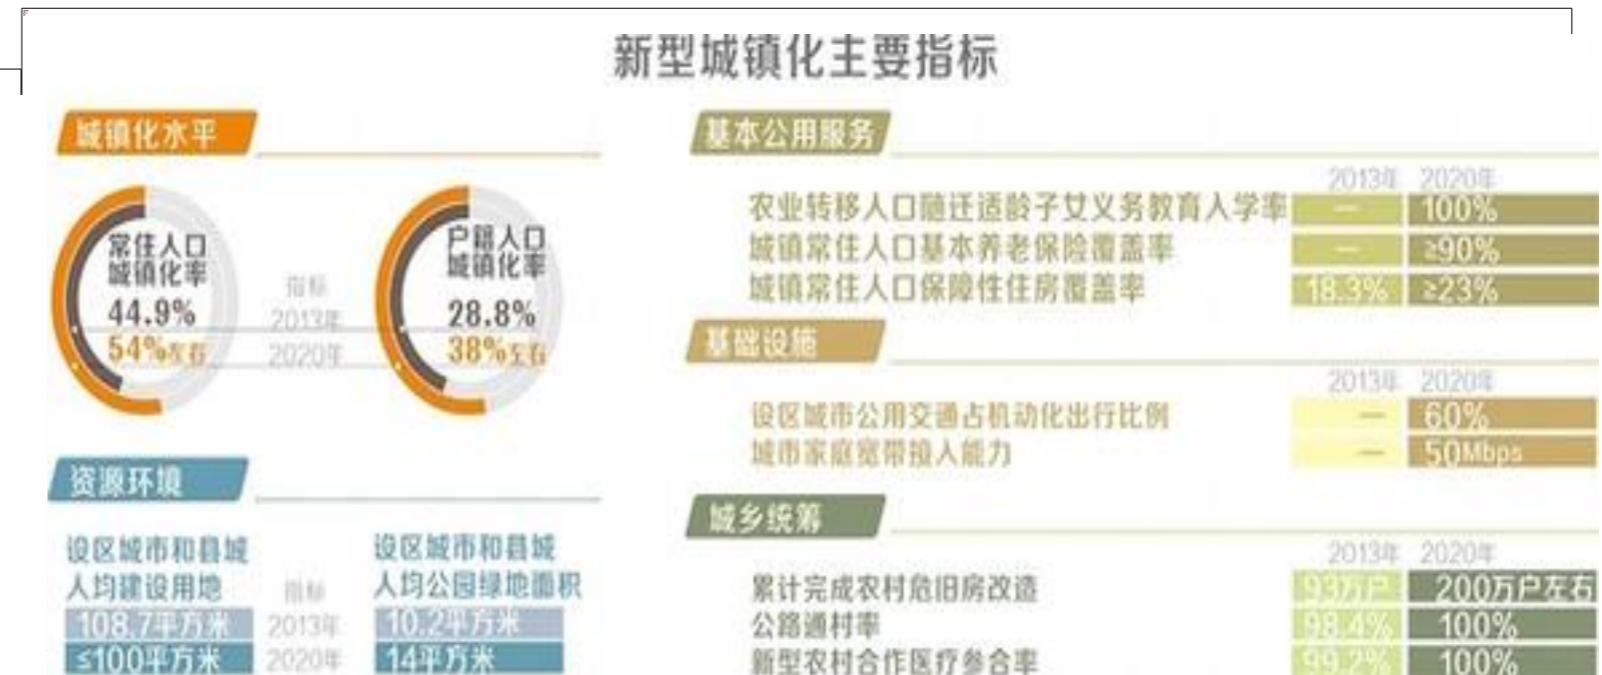 新型城镇化主要指标
城镇化水平
常住人口
城镇化率
44.9%
54%左右
指标
2013年
2020年
户籍人口
城镇化率
28.8%
38%左右
资源环境
设区城市和县城
人均建设用地
108.7平方米
≤100平方米
指标
2013年
2020年
设区城市和县城
人均公园绿地面积
10.2平方米
14平方米
基本公用服务
2013年 2020年
农业转移人口随迁适龄子女义务教育入学率 — 100%
城镇常住人口基本养老保险覆盖率 — ≥90%
城镇常住人口保障性住房覆盖率 18.3% ≥23%
基础设施
2013年 2020年
设区城市公用交通占机动化出行比例 — 60%
城市家庭宽带接入能力 — 50Mbps
城乡统筹
2013年 2020年
累计完成农村危旧房改造 93万户 200万户左右
公路通村率 98.4% 100%
新型农村合作医疗参合率 99.2% 100%